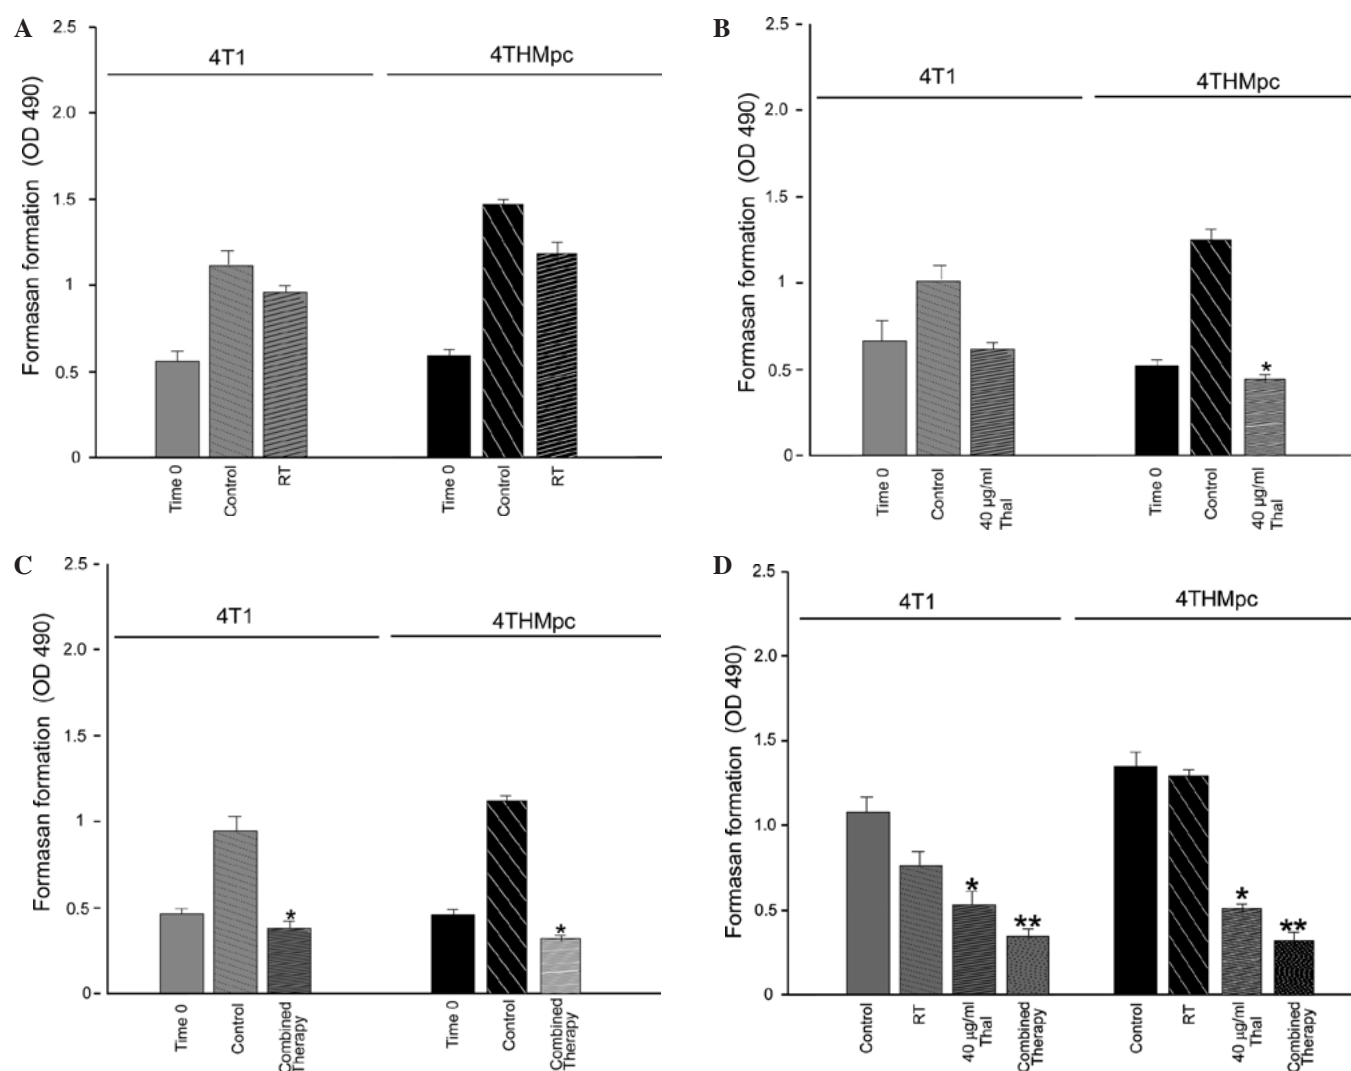 A
Formasan formation (OD 490)
2.5
2.0
1.5
1
0.5
0
4T1
4THMpc
Time 0
Control
RT
Time 0
Control
RT
B
Formasan formation (OD 490)
2.5
2.0
1.5
1
0.5
0
4T1
4THMpc
*
Time 0
Control
40 µg/ml
Thal
Time 0
Control
40 µg/ml
Thal
C
Formasan formation (OD 490)
2.5
2.0
1.5
1
0.5
0
4T1
4THMpc
*
*
Time 0
Control
Combined
Therapy
Time 0
Control
Combined
Therapy
D
Formasan formation (OD 490)
2.5
2.0
1.5
1.0
0.5
0
4T1
4THMpc
*
**
*
**
Control
RT
40 µg/ml
Thal
Combined
Therapy
Control
RT
40 µg/ml
Thal
Combined
Therapy